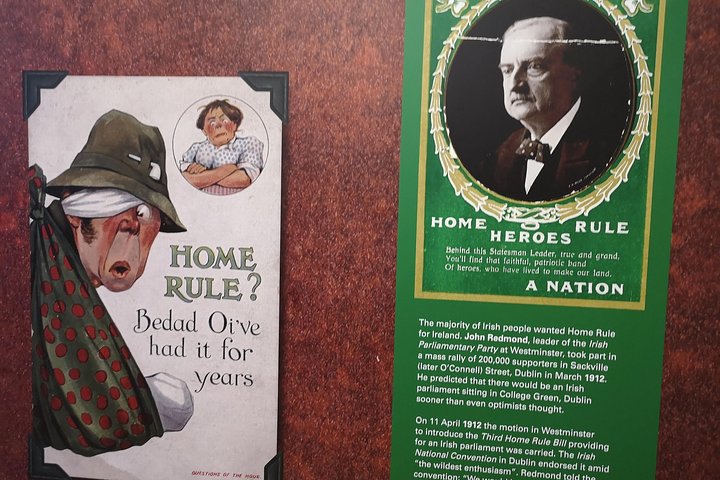 HOME
RULE?
Bedad Oi've
had it for
years
QUESTIONS OF THE HOUR.
HOME RULE
HEROES
Behind this Statesman Leader, true and grand,
You'll find that faithful, patriotic band
Of heroes, who have lived to make our land,
A NATION
The majority of Irish people wanted Home Rule
for Ireland. John Redmond, leader of the Irish
Parliamentary Party at Westminster, took part in
a mass rally of 200,000 supporters in Sackville
(later O'Connell) Street, Dublin in March 1912.
He predicted that there would be an Irish
parliament sitting in College Green, Dublin
sooner than even optimists thought.
On 11 April 1912 the motion in Westminster
to introduce the Third Home Rule Bill providing
for an Irish parliament was carried. The Irish
National Convention in Dublin endorsed it amid
"the wildest enthusiasm". Redmond told the
convention: "We